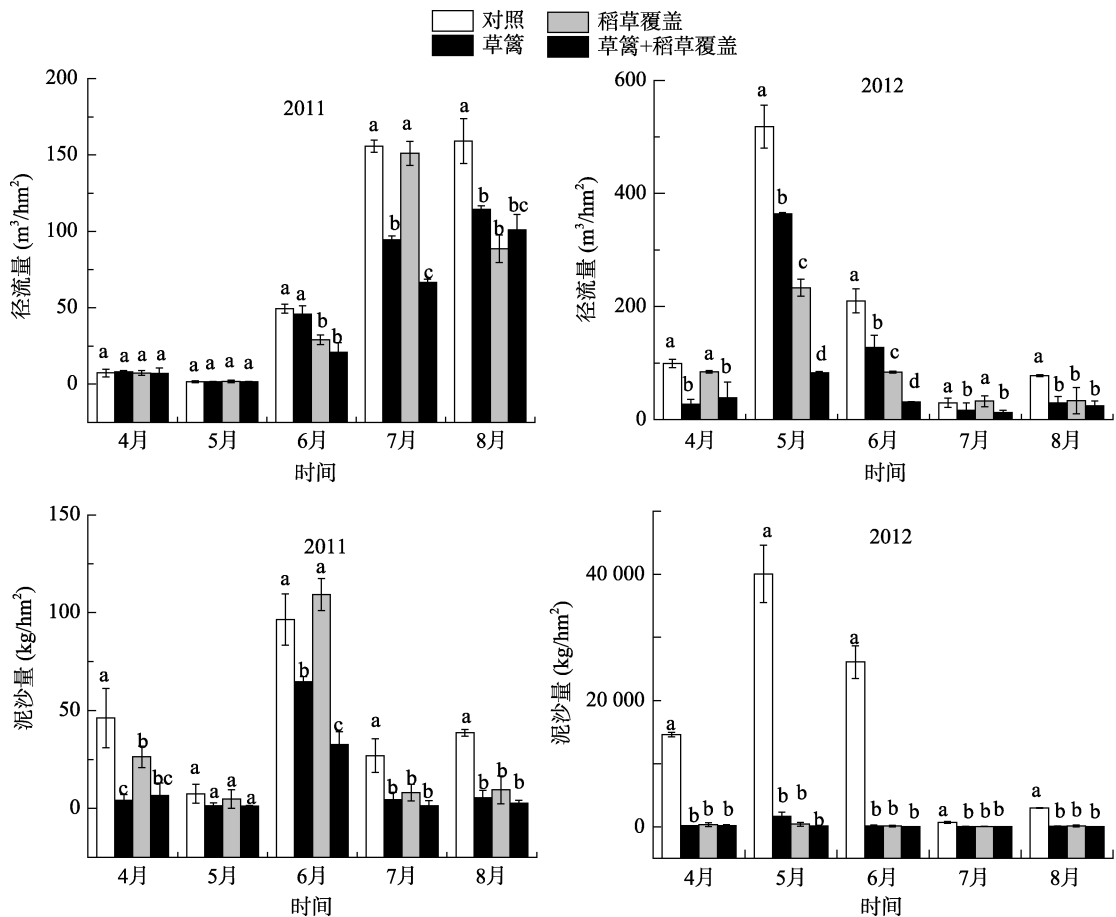 对照 稻草覆盖
草篱 草篱+稻草覆盖
2011
径流量 (m³/hm²)
200
150
100
50
0
a a a a
a a a a
a a b b
a b a c
a b b bc
4月 5月 6月 7月 8月
时间
2012
径流量 (m³/hm²)
600
400
200
0
a b a b
a b c d
a b c d
a b a b
a b b b
4月 5月 6月 7月 8月
时间
2011
泥沙量 (kg/hm²)
150
100
50
0
a c b bc
a a a a
a b a c
a b b b
a b b b
4月 5月 6月 7月 8月
时间
2012
泥沙量 (kg/hm²)
40 000
20 000
0
a b b b
a b b b
a b b b
a b b b
a b b b
4月 5月 6月 7月 8月
时间